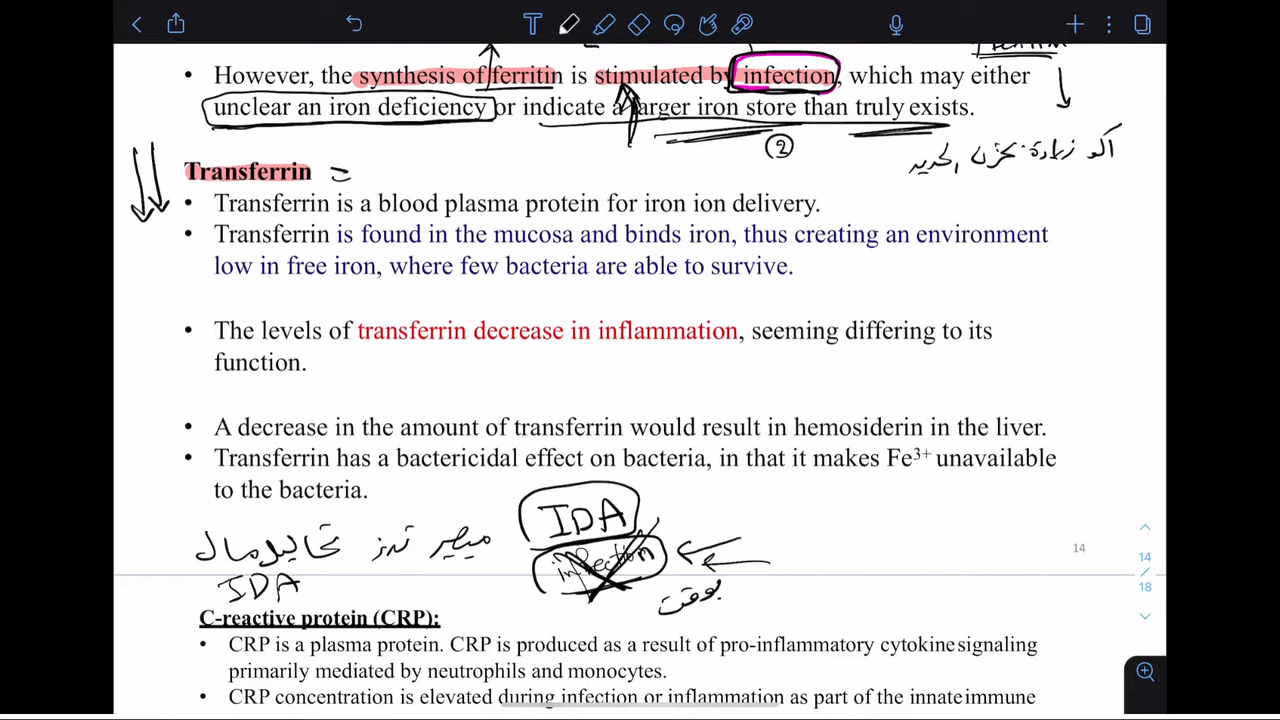 • However, the synthesis of ferritin is stimulated by infection, which may either
unclear an iron deficiency or indicate a larger iron store than truly exists.
②
اكو زيادة بخزن الحديد
Transferrin =
• Transferrin is a blood plasma protein for iron ion delivery.
• Transferrin is found in the mucosa and binds iron, thus creating an environment
low in free iron, where few bacteria are able to survive.
• The levels of transferrin decrease in inflammation, seeming differing to its
function.
• A decrease in the amount of transferrin would result in hemosiderin in the liver.
• Transferrin has a bactericidal effect on bacteria, in that it makes Fe³⁺ unavailable
to the bacteria.
IDA
ميصير تحاليل مال
infection
IDA
بوقت
14
14
/
18
C-reactive protein (CRP):
• CRP is a plasma protein. CRP is produced as a result of pro-inflammatory cytokine signaling
primarily mediated by neutrophils and monocytes.
• CRP concentration is elevated during infection or inflammation as part of the innate immune